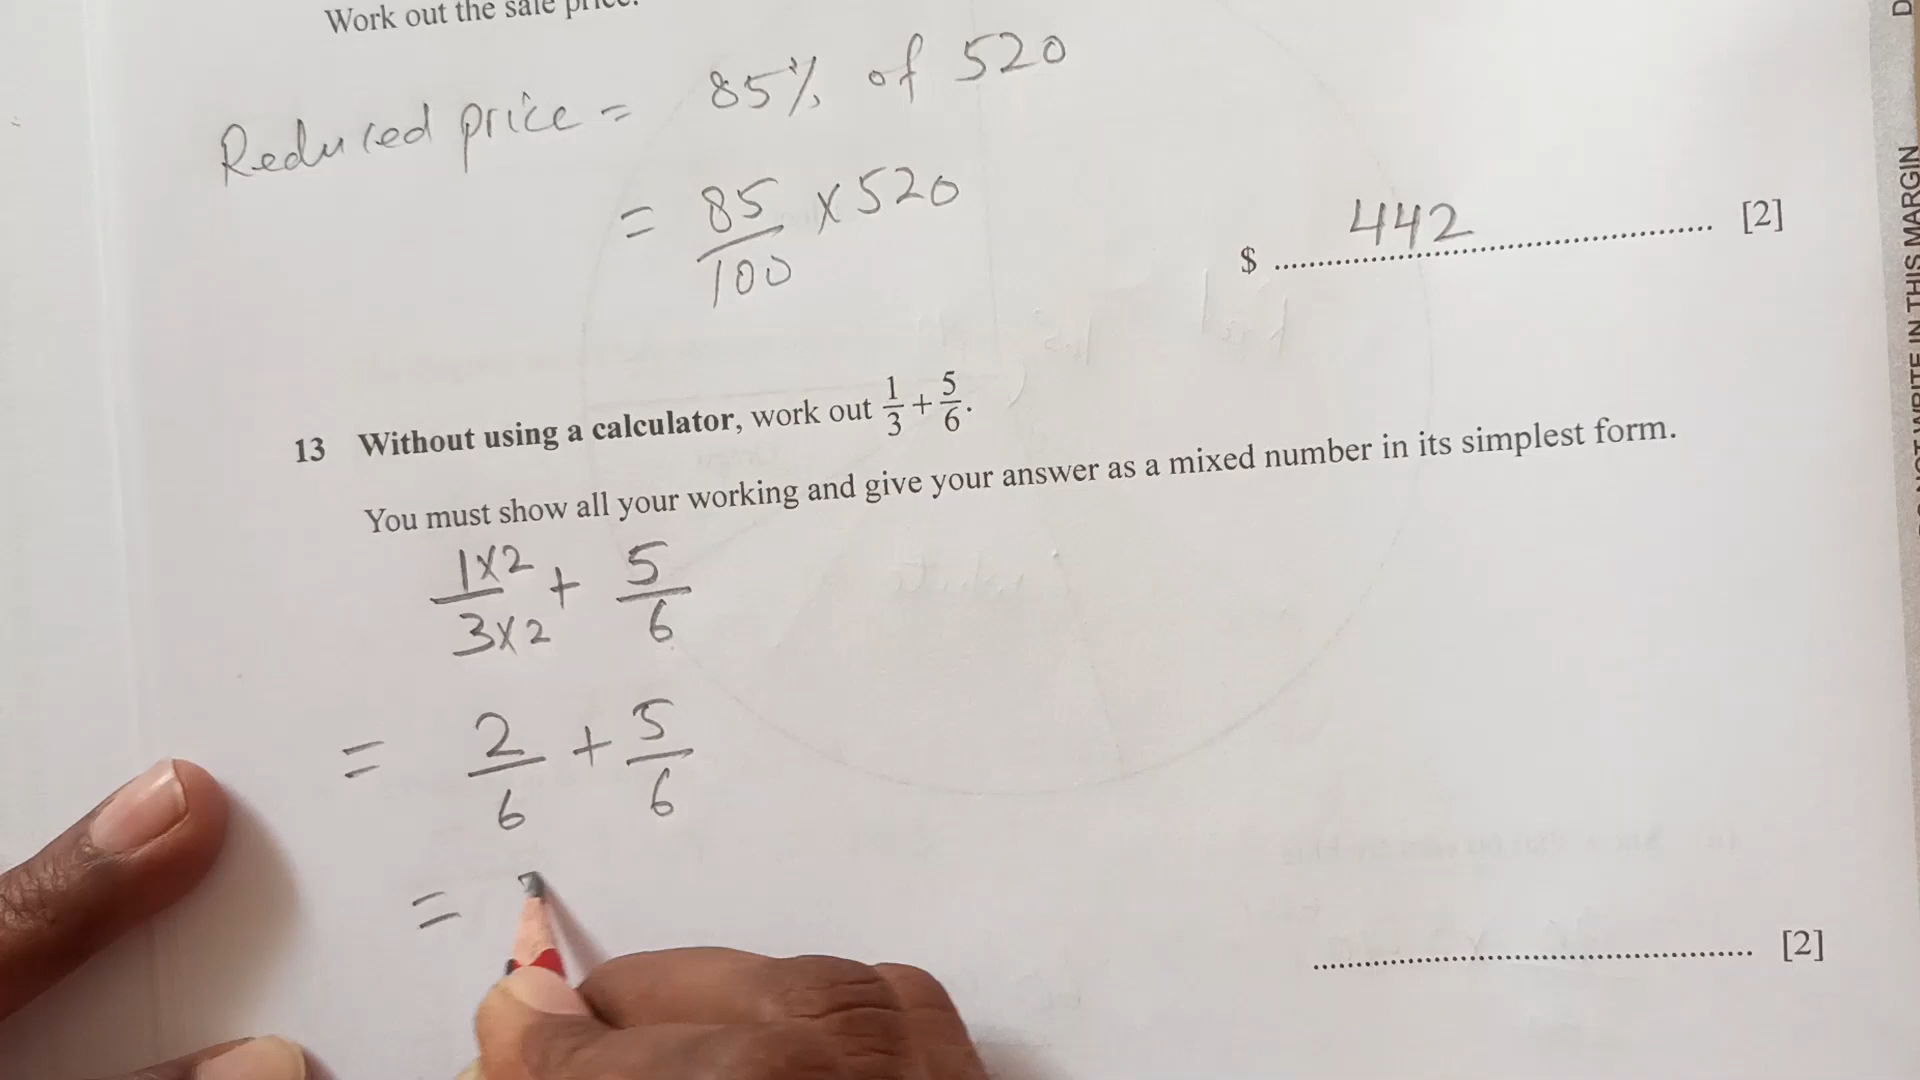 Work out the sale price.
Reduced price = 85% of 520
= 85/100 x 520
$ ........ 442 ........ [2]
13 Without using a calculator, work out 1/3 + 5/6.
You must show all your working and give your answer as a mixed number in its simplest form.
1x2/3x2 + 5/6
= 2/6 + 5/6
=
........ [2]
WRITE IN THIS MARGIN